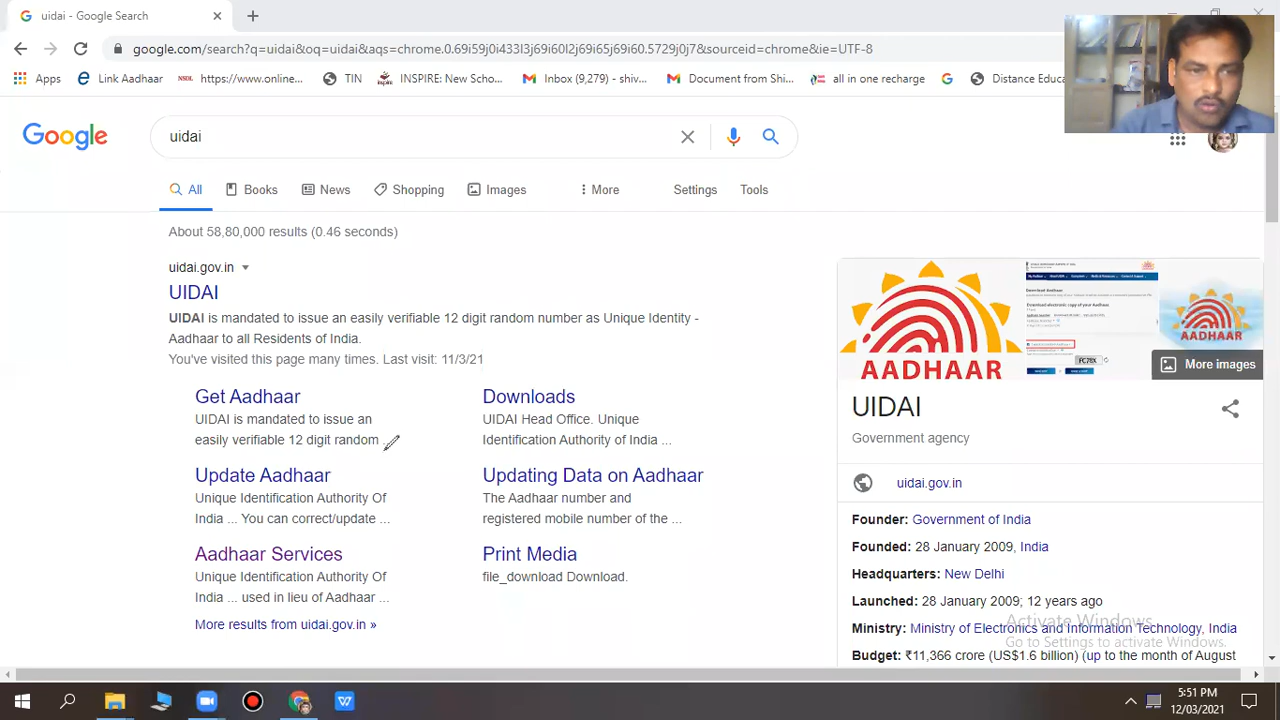 uidai - Google Search
google.com/search?q=uidai&oq=uidai&aqs=chrome.0.69i59j0i433l3j69i60l2j69i65j69i60.5729j0j7&sourceid=chrome&ie=UTF-8
Apps
Link Aadhaar
NSDL
https://www.online...
TIN
INSPIRE: New Scho...
Inbox (9,279) - shiv...
Document from Shi...
all in one recharge
Distance Educa
Google
uidai
All
Books
News
Shopping
Images
More
Settings
Tools
About 58,80,000 results (0.46 seconds)
uidai.gov.in
UIDAI
UIDAI is mandated to issue an easily verifiable 12 digit random number as Unique Identity -
Aadhaar to all Residents of India.
You've visited this page many times. Last visit: 11/3/21
Get Aadhaar
UIDAI is mandated to issue an
easily verifiable 12 digit random
Downloads
UIDAI Head Office. Unique
Identification Authority of India ...
Update Aadhaar
Unique Identification Authority Of
India ... You can correct/update ...
Updating Data on Aadhaar
The Aadhaar number and
registered mobile number of the ...
Aadhaar Services
Unique Identification Authority Of
India ... used in lieu of Aadhaar ...
Print Media
file_download Download.
More results from uidai.gov.in »
AADHAAR
AADHAAR
More images
UIDAI
Government agency
uidai.gov.in
Founder: Government of India
Founded: 28 January 2009, India
Headquarters: New Delhi
Launched: 28 January 2009; 12 years ago
Ministry: Ministry of Electronics and Information Technology, India
Budget: ₹11,366 crore (US$1.6 billion) (up to the month of August
Activate Windows
Go to Settings to activate Windows.
5:51 PM
12/03/2021